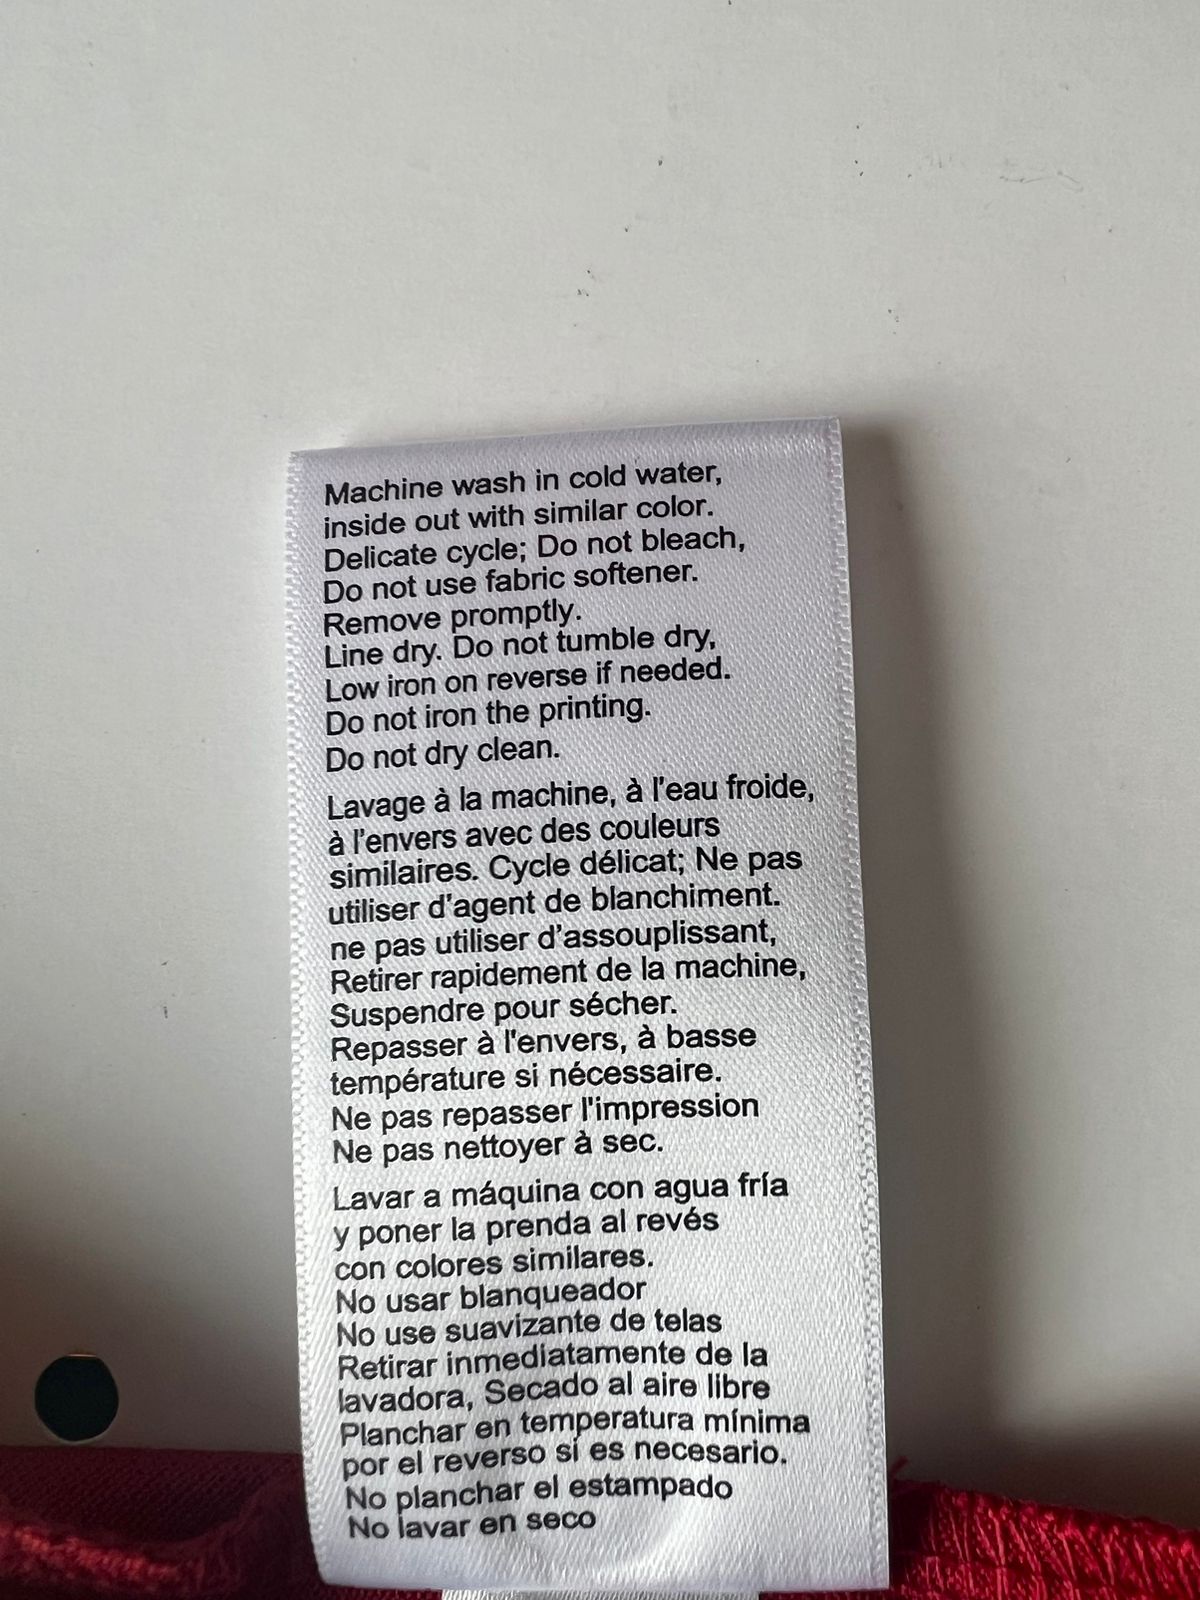 Machine wash in cold water,
inside out with similar color.
Delicate cycle; Do not bleach,
Do not use fabric softener.
Remove promptly.
Line dry. Do not tumble dry,
Low iron on reverse if needed.
Do not iron the printing.
Do not dry clean.
Lavage à la machine, à l'eau froide,
à l'envers avec des couleurs
similaires. Cycle délicat; Ne pas
utiliser d'agent de blanchiment.
ne pas utiliser d'assouplissant,
Retirer rapidement de la machine,
Suspendre pour sécher.
Repasser à l'envers, à basse
température si nécessaire.
Ne pas repasser l'impression
Ne pas nettoyer à sec.
Lavar a máquina con agua fría
y poner la prenda al revés
con colores similares.
No usar blanqueador
No use suavizante de telas
Retirar inmediatamente de la
lavadora, Secado al aire libre
Planchar en temperatura mínima
por el reverso si es necesario.
No planchar el estampado
No lavar en seco